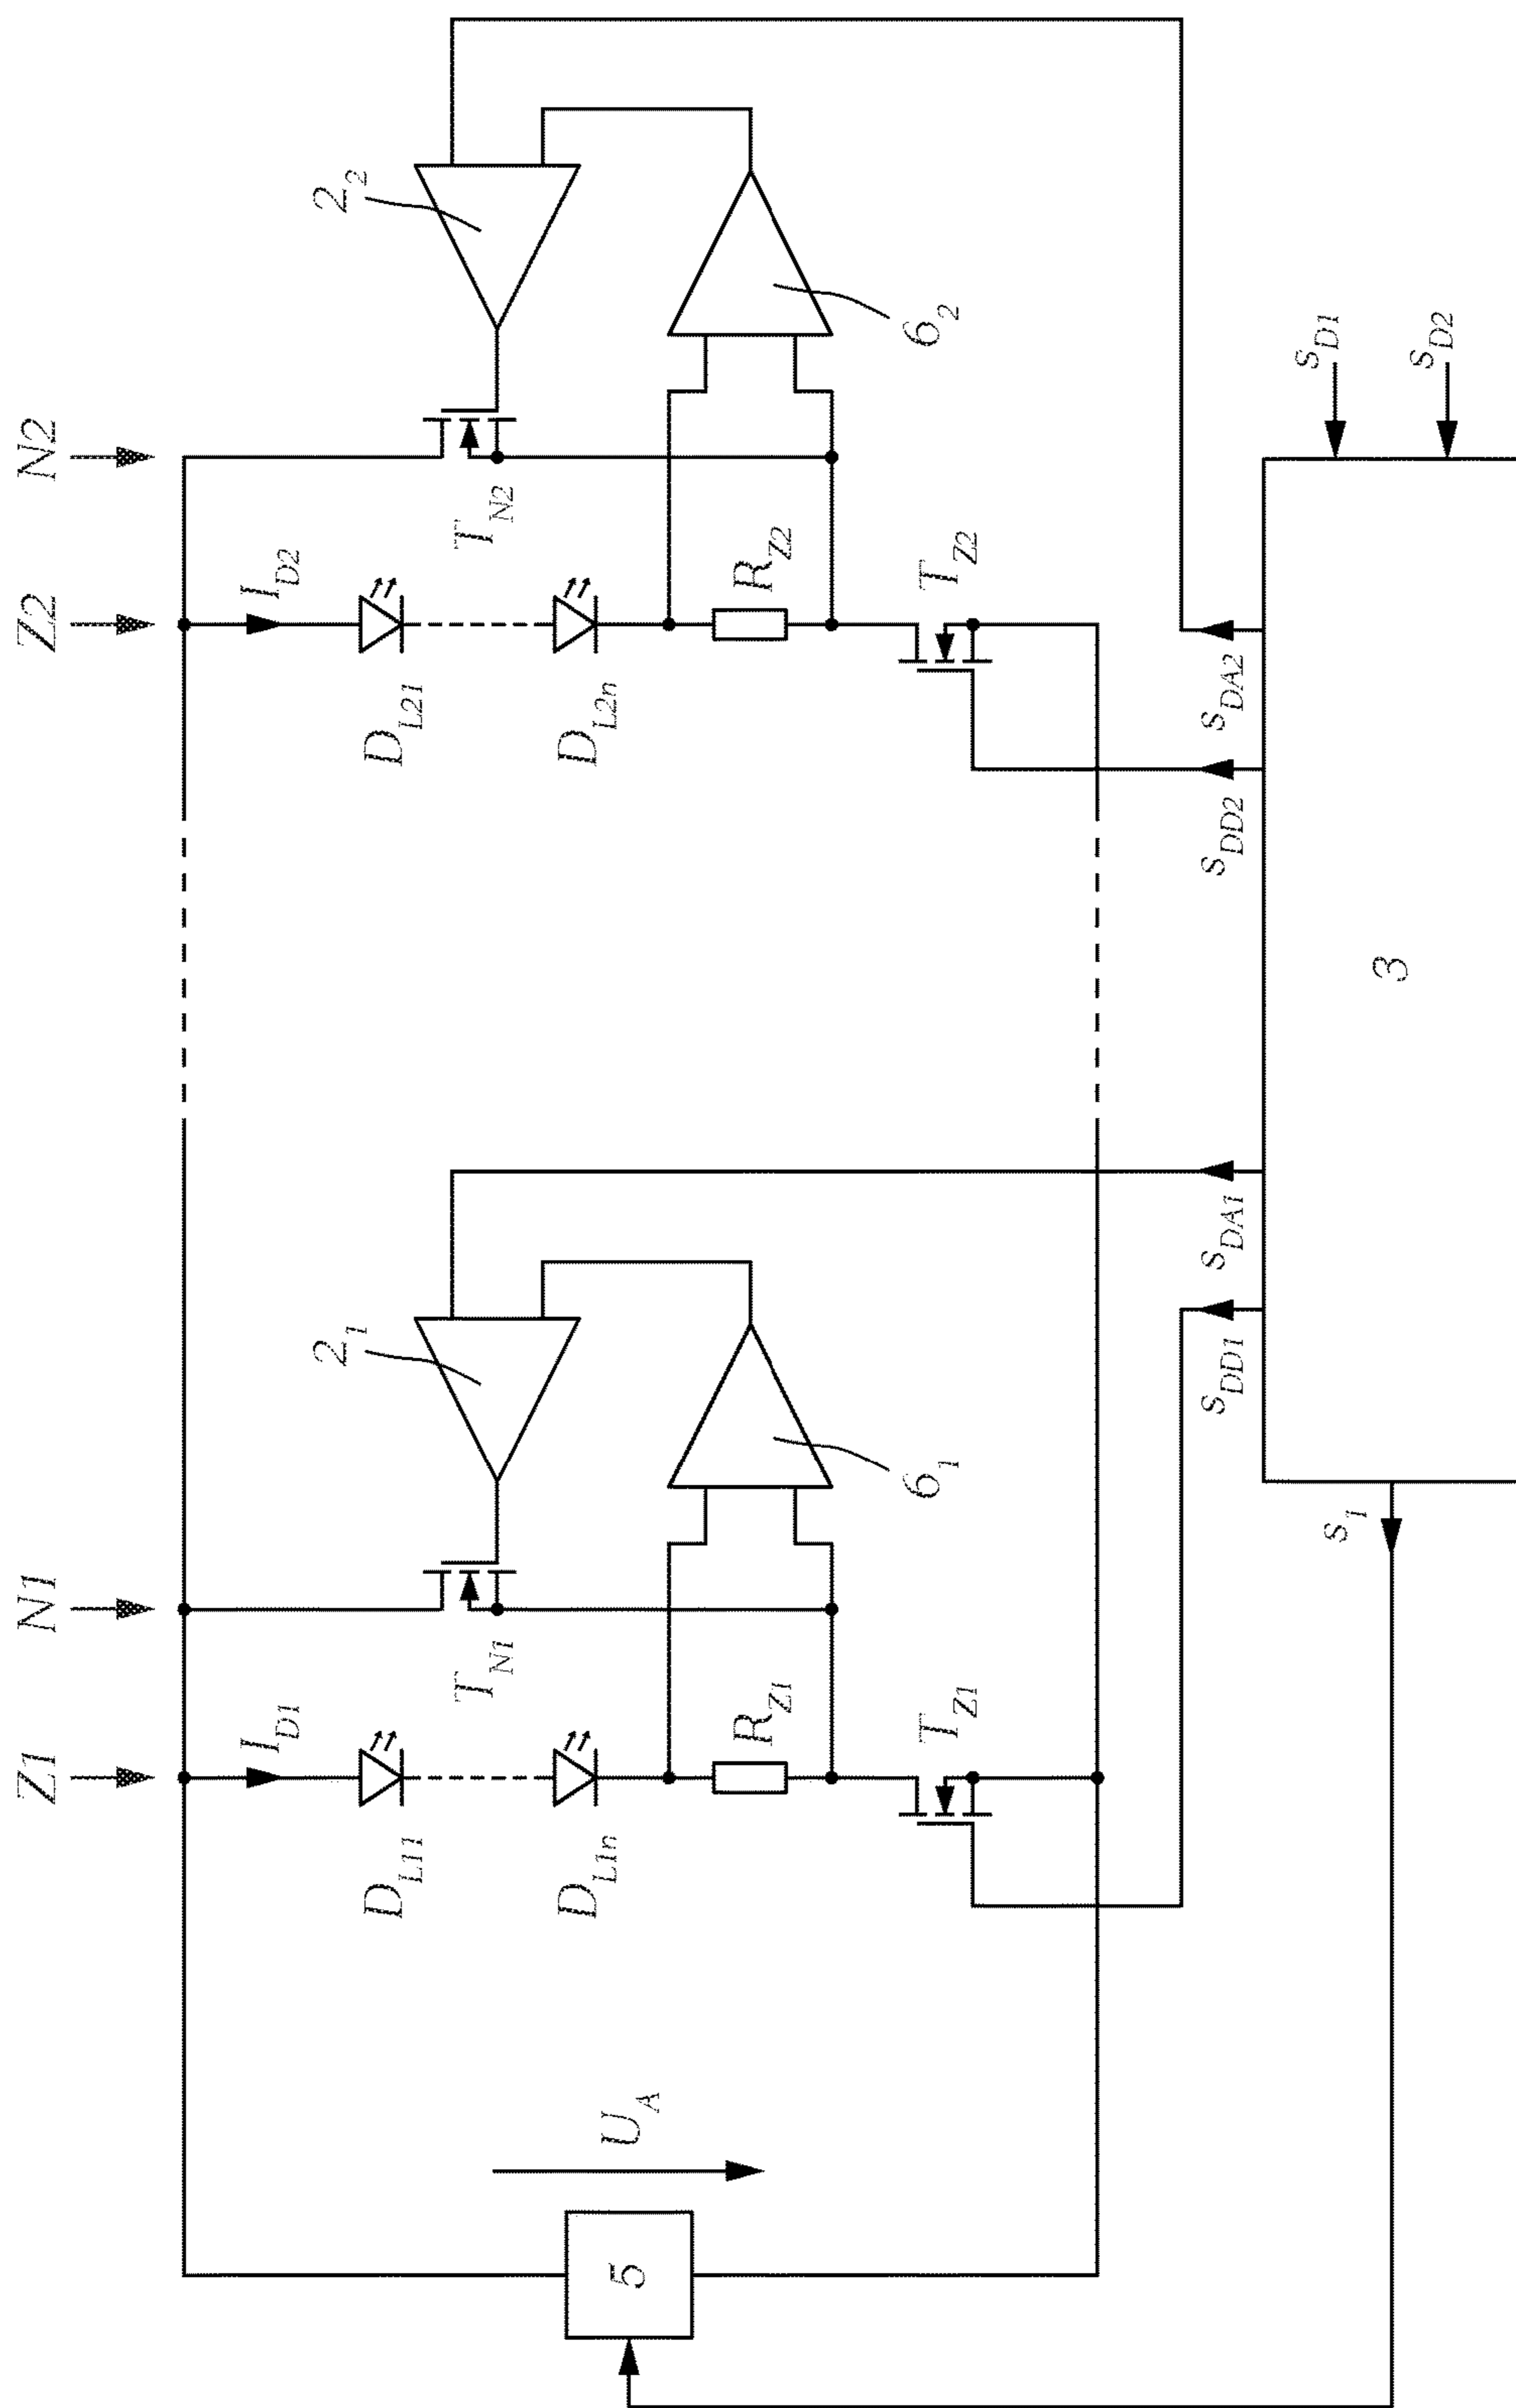 Z1
N1
Z2
N2
I_D1
I_D2
2_1
2_2
D_L11
T_N1
D_L21
T_N2
D_L1n
D_L2n
5
U_A
R_Z1
R_Z2
6_1
6_2
T_Z1
T_Z2
s_DD1
s_DA1
s_DD2
s_DA2
s_1
3
s_D1
s_D2